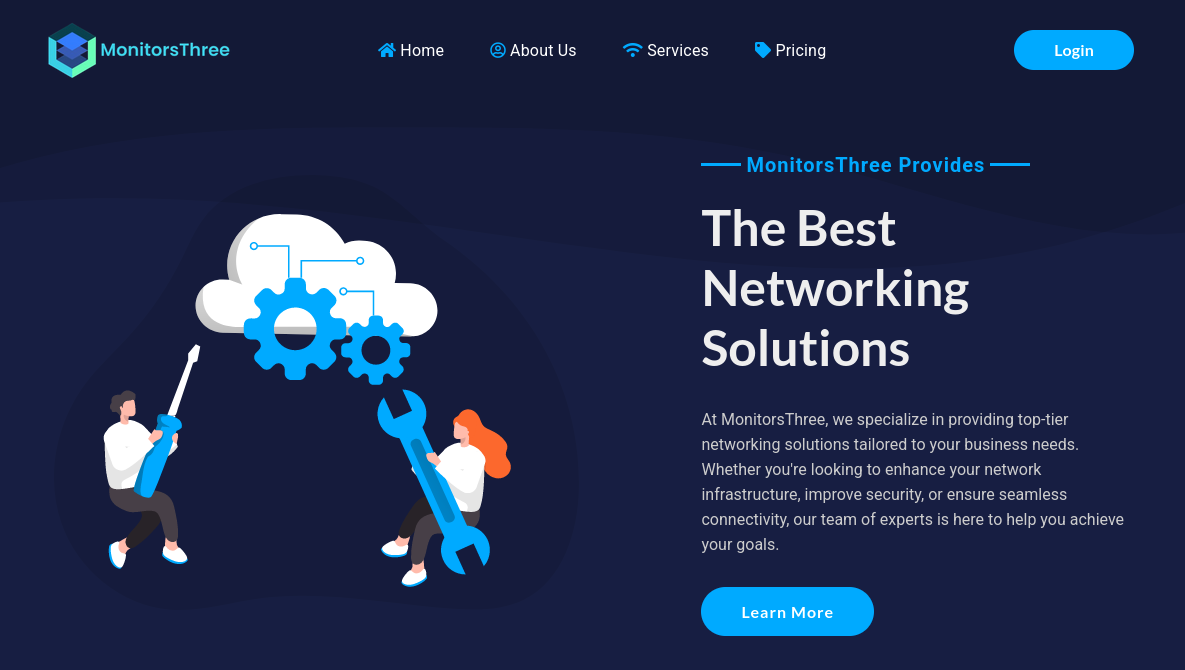 MonitorsThree
Home
About Us
Services
Pricing
Login
MonitorsThree Provides
The Best
Networking
Solutions
At MonitorsThree, we specialize in providing top-tier
networking solutions tailored to your business needs.
Whether you're looking to enhance your network
infrastructure, improve security, or ensure seamless
connectivity, our team of experts is here to help you achieve
your goals.
Learn More